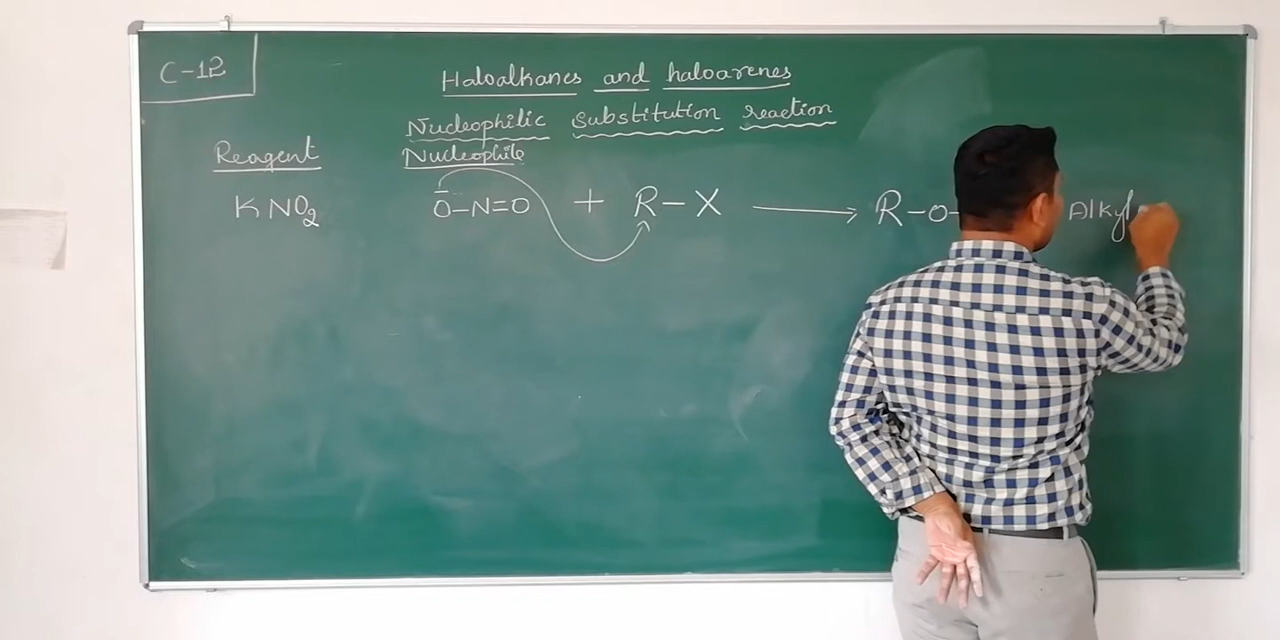 C-12
Haloalkanes and haloarenes
Nucleophilic Substitution reaction
Reagent Nucleophile
KNO₂ Ō–N=O + R–X ⟶ R–O– Alkyl